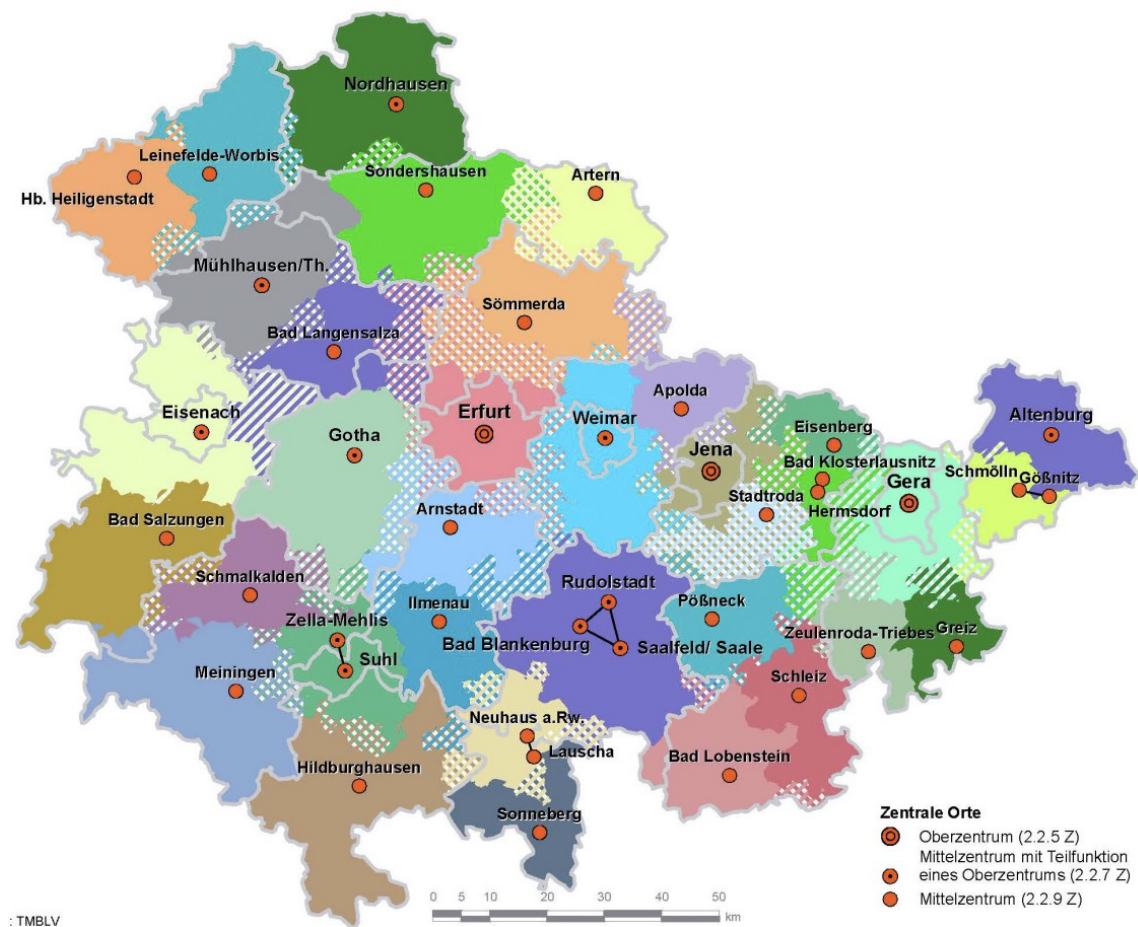 Nordhausen
Leinefelde-Worbis
Sondershausen
Artern
Hb. Heiligenstadt
Mühlhausen/Th.
Sömmerda
Bad Langensalza
Apolda
Eisenach
Erfurt
Weimar
Altenburg
Gotha
Eisenberg
Jena
Bad Klosterlausnitz
Schmölln
Gößnitz
Gera
Stadtroda
Hermsdorf
Arnstadt
Bad Salzungen
Schmalkalden
Rudolstadt
Ilmenau
Pößneck
Zella-Mehlis
Bad Blankenburg
Saalfeld/ Saale
Zeulenroda-Triebes
Greiz
Suhl
Meiningen
Schleiz
Neuhaus a.Rw.
Lauscha
Bad Lobenstein
Hildburghausen
Sonneberg
Zentrale Orte
Oberzentrum (2.2.5 Z)
Mittelzentrum mit Teilfunktion
eines Oberzentrums (2.2.7 Z)
Mittelzentrum (2.2.9 Z)
0 10 20 30 40 50
km
: TMBLV